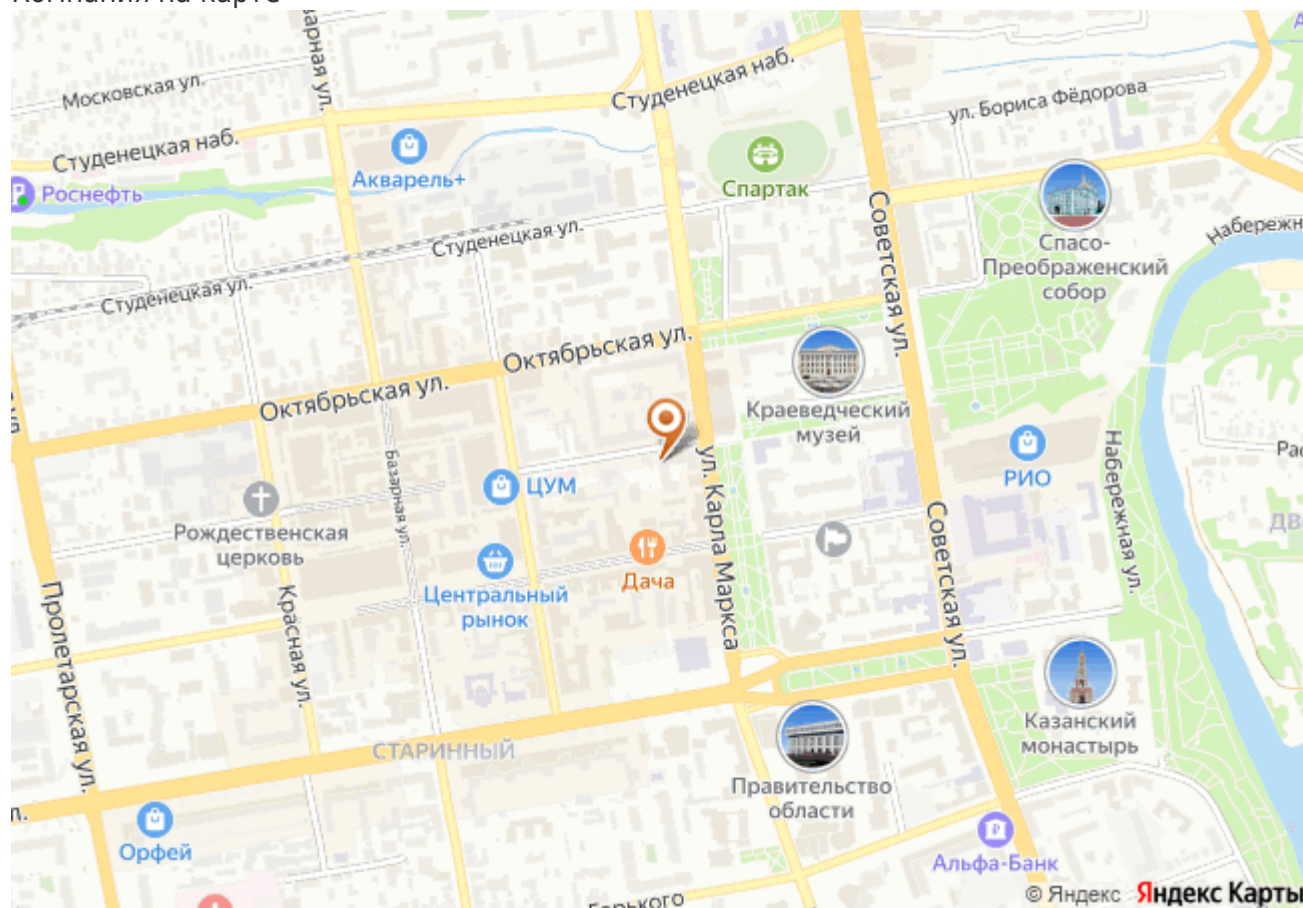 Компания на карте
Московская ул.
Студенецкая наб.
Студенецкая наб.
ул. Бориса Фёдорова
Акварель+
Роснефть
Спартак
Студенецкая ул.
Студенецкая ул.
Советская ул.
Спасо-
Преображенский
собор
Октябрьская ул.
Октябрьская ул.
Краеведческий
музей
ул. Карла Маркса
ЦУМ
РИО
Набережная ул.
Базарная ул.
Рождественская
церковь
Советская ул.
Дача
Центральный
рынок
Пролетарская ул.
Красная ул.
СТАРИННЫЙ
Казанский
монастырь
Правительство
области
Орфей
Альфа-Банк
© Яндекс Яндекс Карты